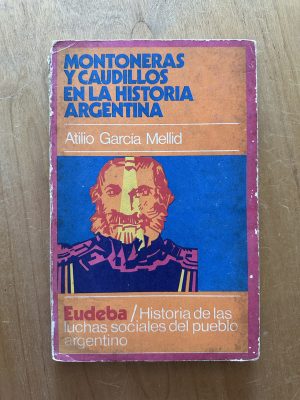 MONTONERAS
Y CAUDILLOS
EN LA HISTORIA
ARGENTINA
Atilio García Mellid
Eudeba/Historia de las
luchas sociales del pueblo
argentino